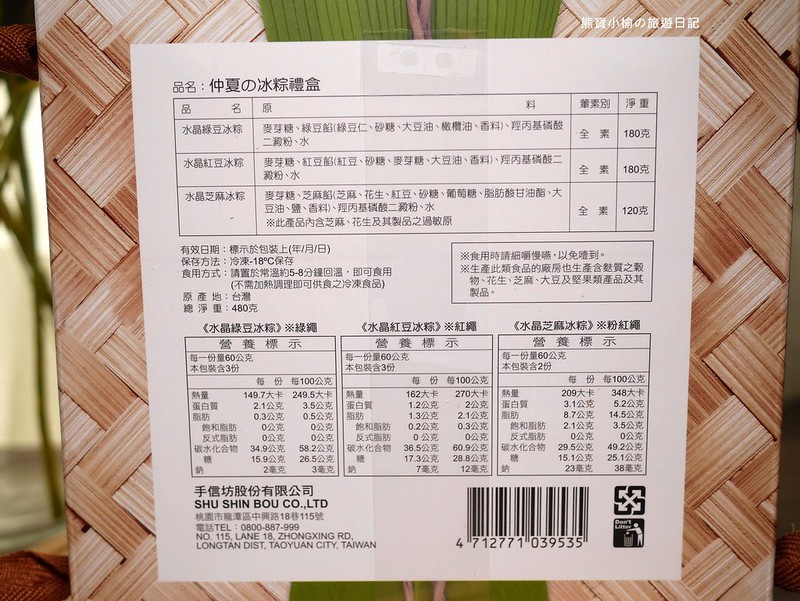 熊寶小榆の旅遊日記
品名：仲夏の冰粽禮盒
品名 原料 葷素別 淨重
水晶綠豆冰粽 麥芽糖、綠豆餡(綠豆仁、砂糖、大豆油、橄欖油、香料)、羥丙基磷酸 全素 180克
二澱粉、水
水晶紅豆冰粽 麥芽糖、紅豆餡(紅豆、砂糖、麥芽糖、大豆油、香料)、羥丙基磷酸二 全素 180克
澱粉、水
水晶芝麻冰粽 麥芽糖、芝麻餡(芝麻、花生、紅豆、砂糖、葡萄糖、脂肪酸甘油酯、大 全素 120克
豆油、鹽、香料)、羥丙基磷酸二澱粉、水
※此產品內含芝麻、花生及其製品之過敏原
有效日期：標示於包裝上(年/月/日)
保存方法：冷凍-18ºC保存
食用方式：請置於常溫約5-8分鐘回溫，即可食用
(不需加熱調理即可供食之冷凍食品)
原產地：台灣
總淨重：480克
※食用時請細嚼慢嚥，以免噎到。
※生產此類食品的廠房也生產含麩質之穀
物、花生、芝麻、大豆及堅果類產品及其
製品。
《水晶綠豆冰粽》※綠繩
營養標示
每一份量60公克
本包裝含3份
每份 每100公克
熱量 149.7大卡 249.5大卡
蛋白質 2.1公克 3.5公克
脂肪 0.3公克 0.5公克
飽和脂肪 0公克 0公克
反式脂肪 0公克 0公克
碳水化合物 34.9公克 58.2公克
糖 15.9公克 26.5公克
鈉 2毫克 3毫克
《水晶紅豆冰粽》※紅繩
營養標示
每一份量60公克
本包裝含3份
每份 每100公克
熱量 162大卡 270大卡
蛋白質 1.2公克 2公克
脂肪 1.3公克 2.1公克
飽和脂肪 0.2公克 0.3公克
反式脂肪 0公克 0公克
碳水化合物 36.5公克 60.9公克
糖 17.3公克 28.8公克
鈉 7毫克 12毫克
《水晶芝麻冰粽》※粉紅繩
營養標示
每一份量60公克
本包裝含2份
每份 每100公克
熱量 209大卡 348大卡
蛋白質 3.1公克 5.2公克
脂肪 8.7公克 14.5公克
飽和脂肪 2.1公克 3.5公克
反式脂肪 0公克 0公克
碳水化合物 29.5公克 49.2公克
糖 15.1公克 25.1公克
鈉 23毫克 38毫克
手信坊股份有限公司
SHU SHIN BOU CO.,LTD
桃園市龍潭區中興路18巷115號
電話TEL：0800-887-999
NO. 115, LANE 18, ZHONGXING RD,
LONGTAN DIST, TAOYUAN CITY, TAIWAN
4 712771 039535
Don't
Litter